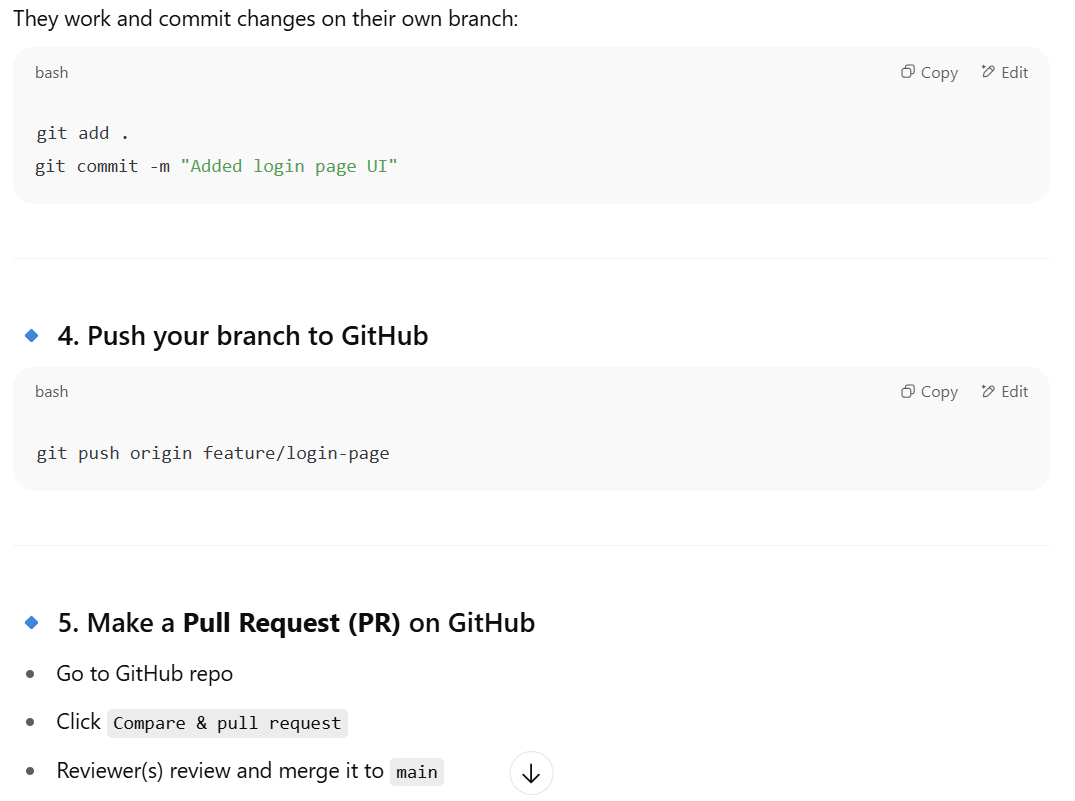 They work and commit changes on their own branch:
bash
Copy
Edit
git add .
git commit -m "Added login page UI"
4. Push your branch to GitHub
bash
Copy
Edit
git push origin feature/login-page
5. Make a Pull Request (PR) on GitHub
Go to GitHub repo
Click Compare & pull request
Reviewer(s) review and merge it to main